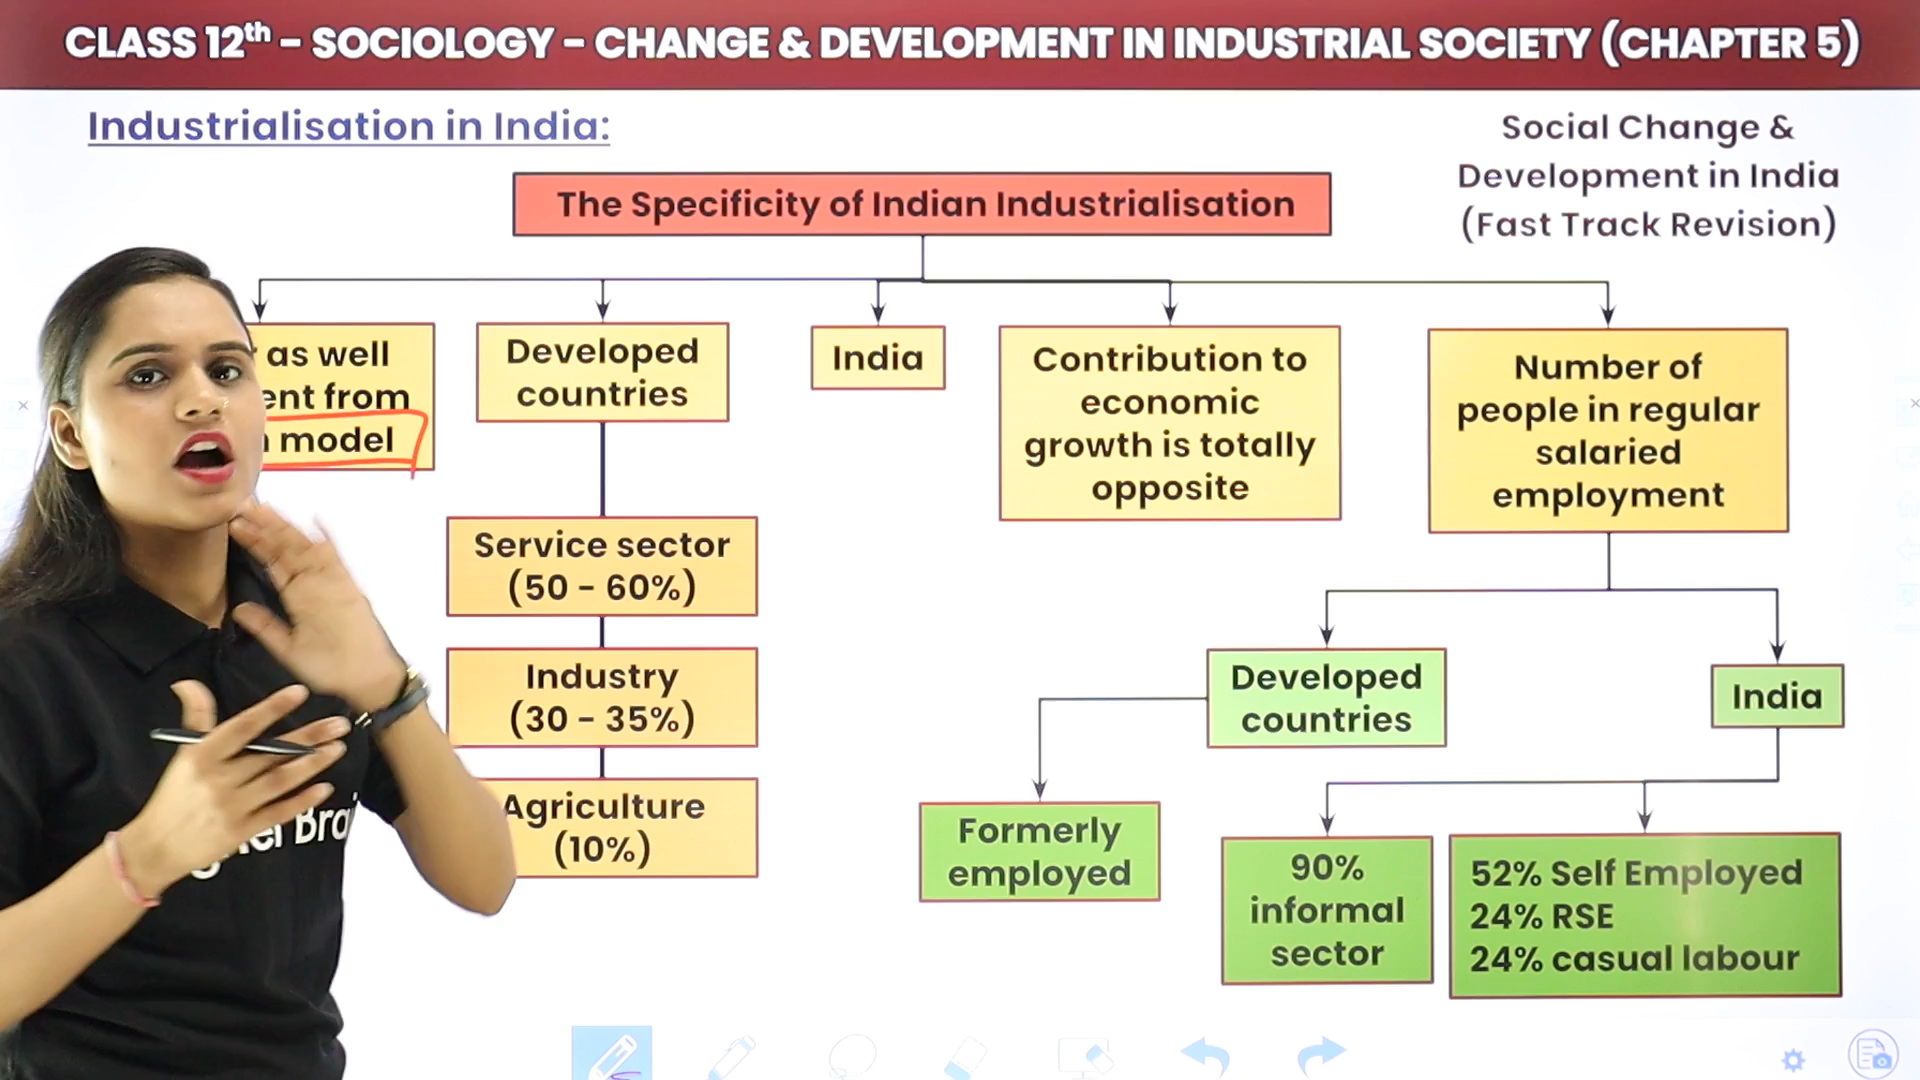 CLASS 12th - SOCIOLOGY - CHANGE & DEVELOPMENT IN INDUSTRIAL SOCIETY (CHAPTER 5)
Industrialisation in India:
Social Change &
Development in India
(Fast Track Revision)
The Specificity of Indian Industrialisation
as well
from
model
Developed
countries
India
Contribution to
economic
growth is totally
opposite
Number of
people in regular
salaried
employment
Service sector
(50 - 60%)
Industry
(30 - 35%)
Agriculture
(10%)
Developed
countries
India
Formerly
employed
90%
informal
sector
52% Self Employed
24% RSE
24% casual labour